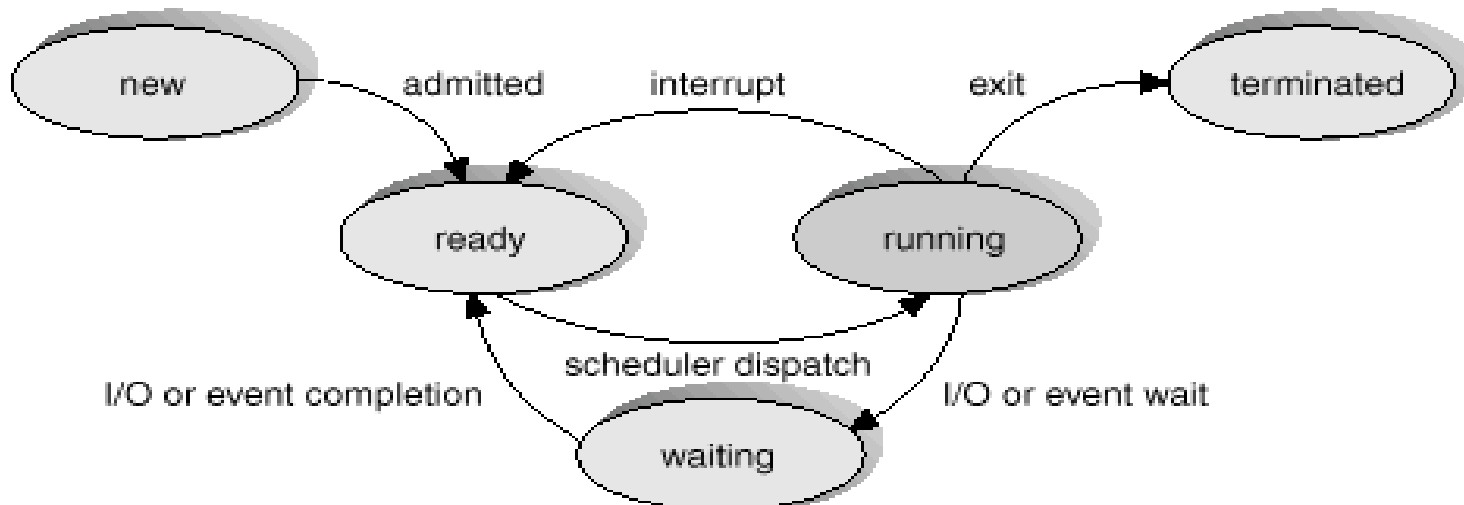 new
admitted
interrupt
exit
terminated
ready
running
scheduler dispatch
I/O or event completion
I/O or event wait
waiting